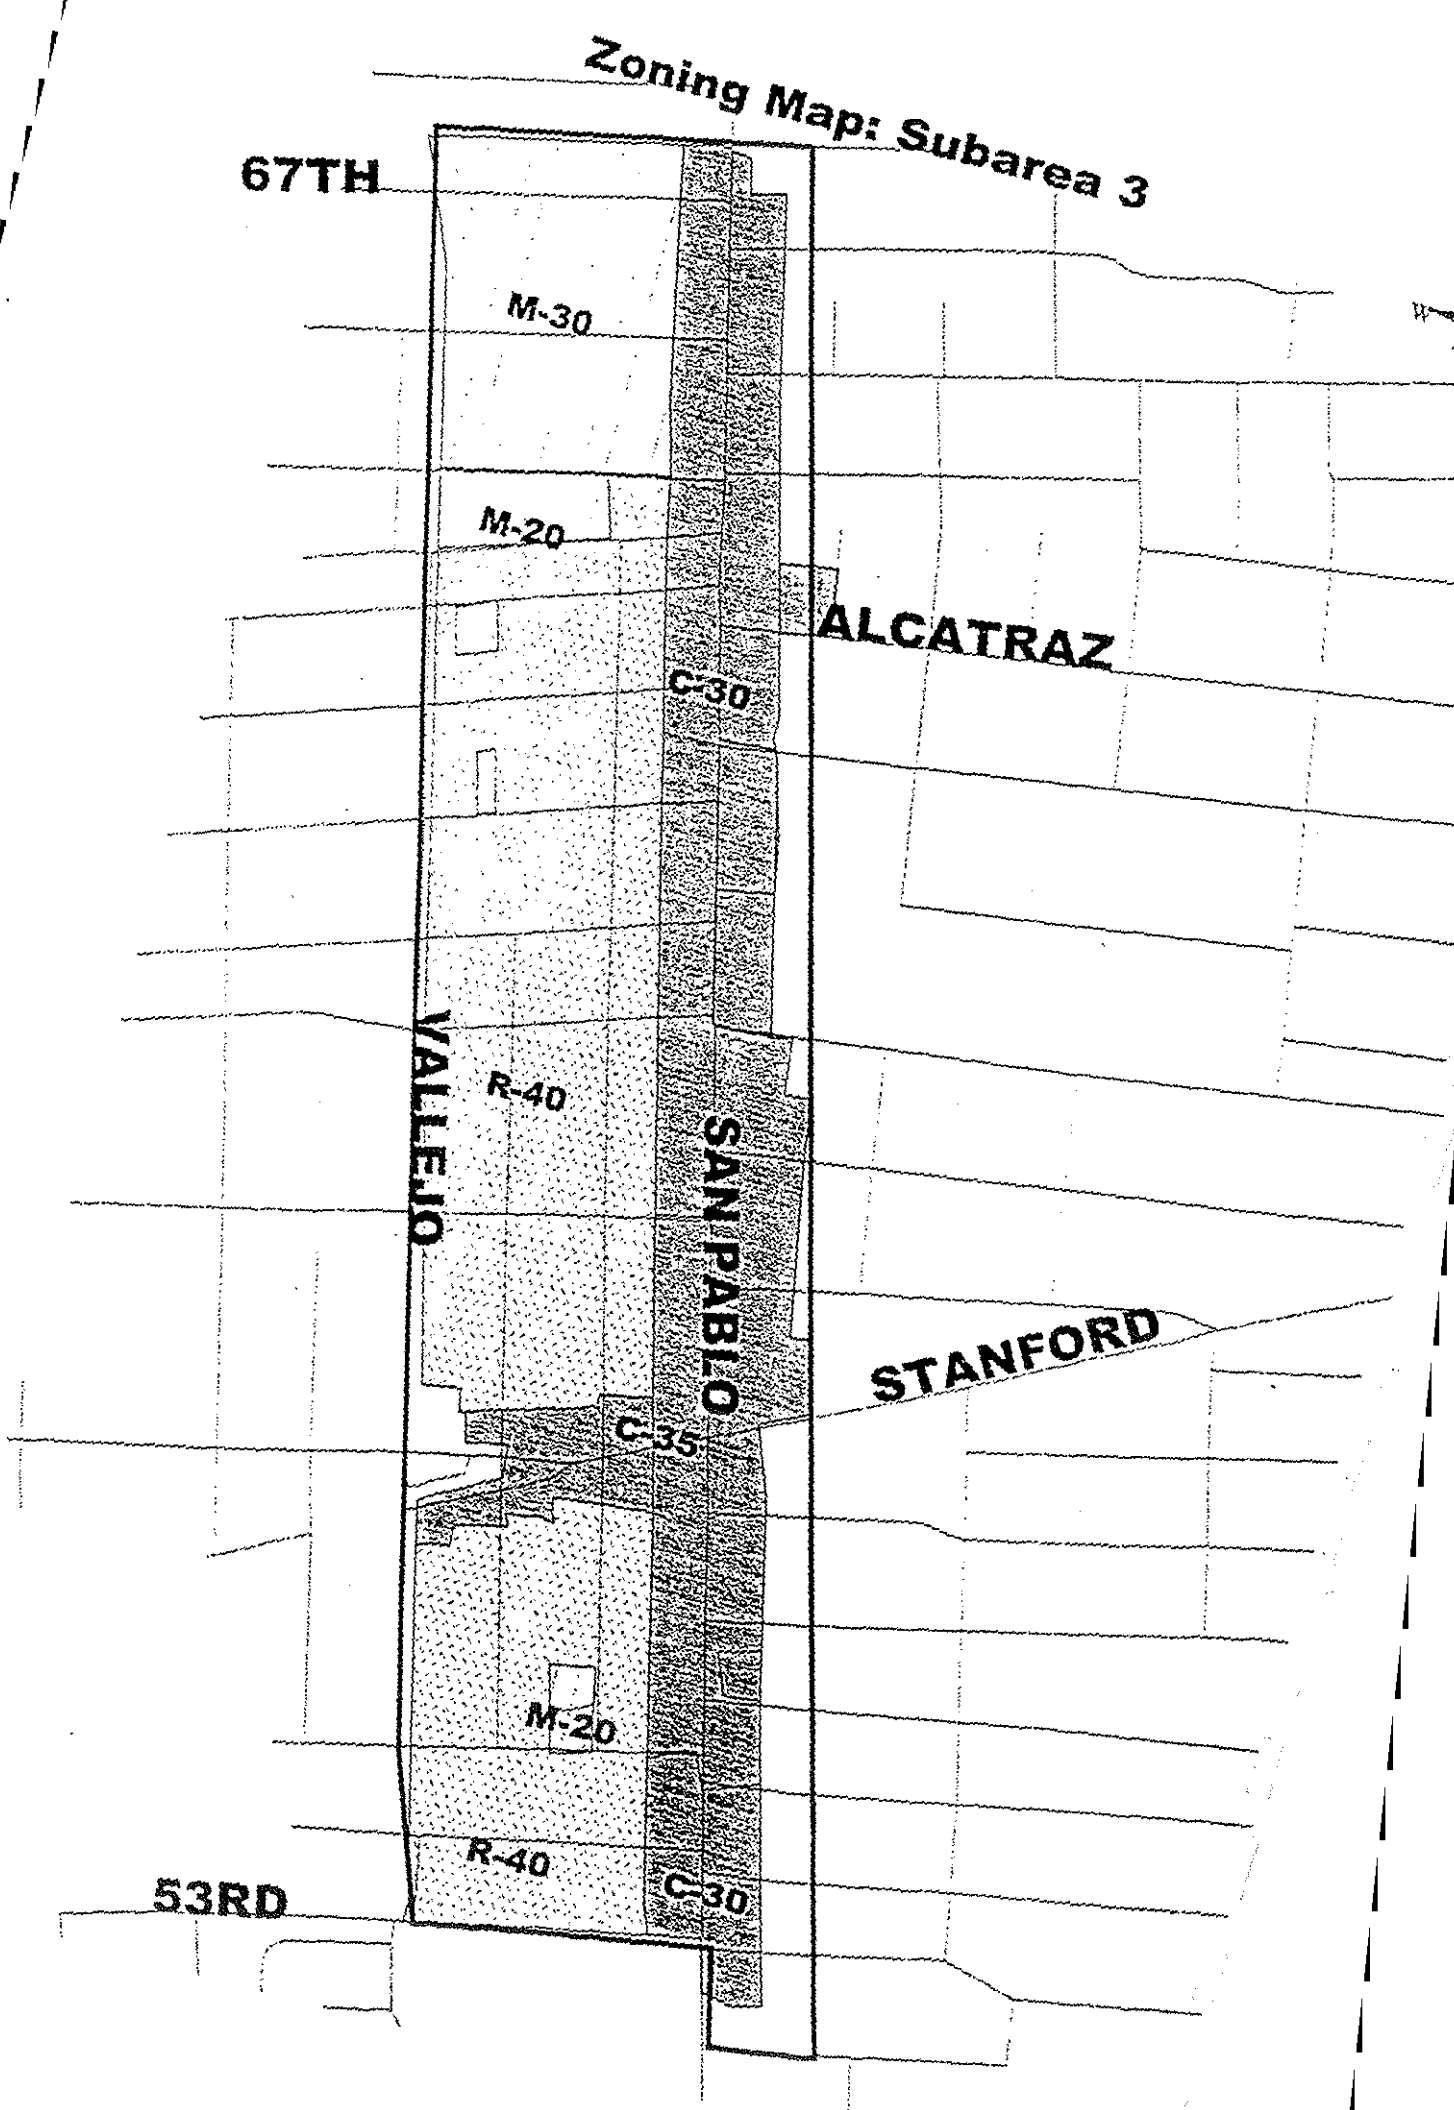 Zoning Map: Subarea 3
67TH
M-30
M-20
ALCATRAZ
C-30
VALLEJO
R-40
SAN PABLO
STANFORD
C-35
M-20
R-40
C-30
53RD